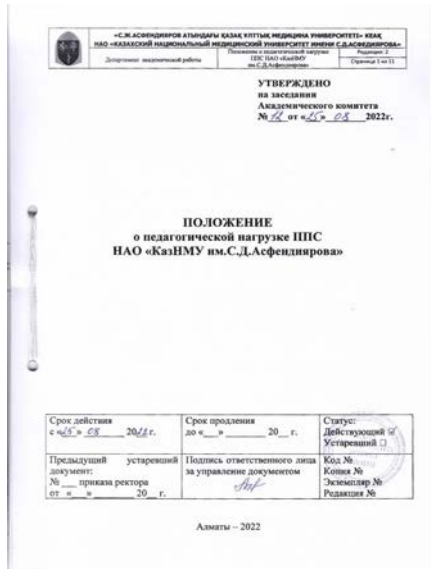 «С.Ж.АСФЕНДИЯРОВ АТЫНДАҒЫ ҚАЗАҚ ҰЛТТЫҚ МЕДИЦИНА УНИВЕРСИТЕТІ» КЕАҚ
НАО «КАЗАХСКИЙ НАЦИОНАЛЬНЫЙ МЕДИЦИНСКИЙ УНИВЕРСИТЕТ ИМЕНИ С.Д.АСФЕНДИЯРОВА»
Департамент академической работы
Положение о педагогической нагрузке
ППС НАО «КазНМУ
им.С.Д.Асфендиярова»
Редакция: 2
Страница 1 из 11
УТВЕРЖДЕНО
на заседании
Академического комитета
№ 12 от «25» 08 2022г.
ПОЛОЖЕНИЕ
о педагогической нагрузке ППС
НАО «КазНМУ им.С.Д.Асфендиярова»
Срок действия
с «25» 08 2022 г.
Срок продления
до «__» ______ 20__ г.
Статус:
Действующий ☑
Устаревший ☐
Предыдущий устаревший
документ:
№ ___ приказа ректора
от «__» ______ 20__ г.
Подпись ответственного лица
за управление документом
Код №
Копия №
Экземпляр №
Редакция №
Алматы – 2022